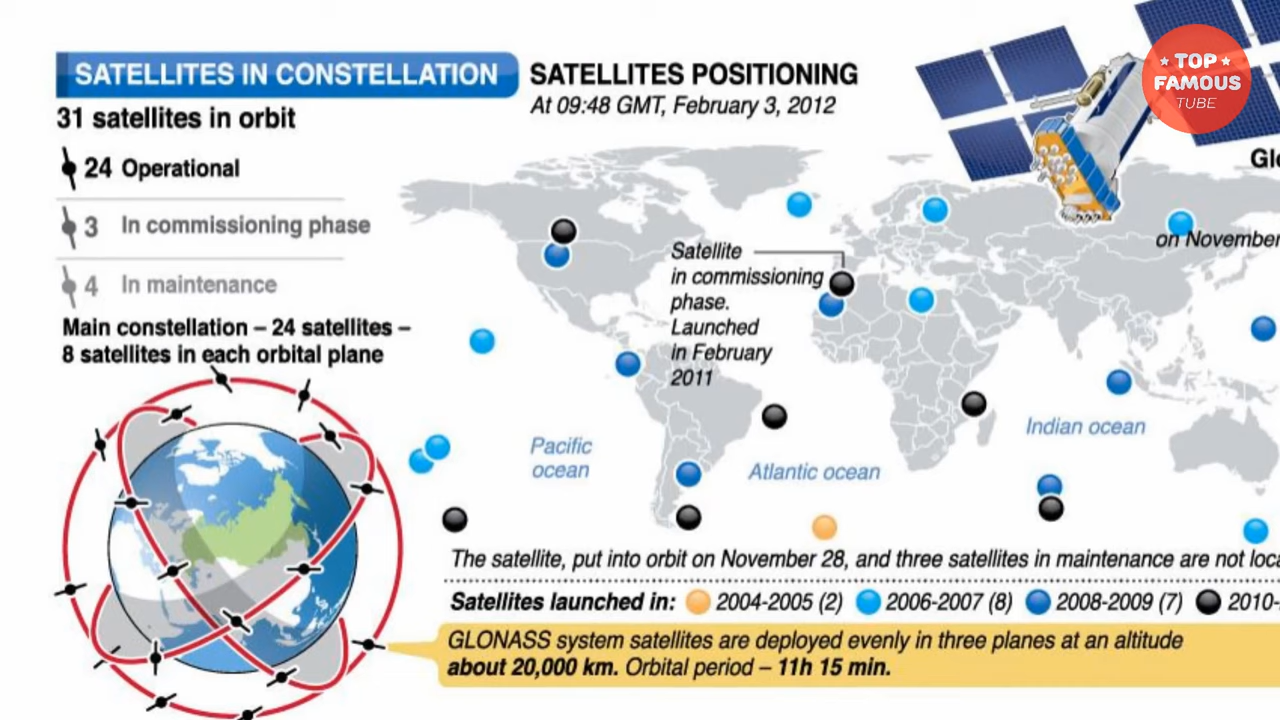 SATELLITES IN CONSTELLATION
31 satellites in orbit
24 Operational
3 In commissioning phase
4 In maintenance
Main constellation – 24 satellites –
8 satellites in each orbital plane
SATELLITES POSITIONING
At 09:48 GMT, February 3, 2012
★ TOP ★
FAMOUS
TUBE
on November
Satellite
in commissioning
phase.
Launched
in February
2011
Pacific
ocean
Atlantic ocean
Indian ocean
The satellite, put into orbit on November 28, and three satellites in maintenance are not
Satellites launched in: 2004-2005 (2) 2006-2007 (8) 2008-2009 (7) 2010-
GLONASS system satellites are deployed evenly in three planes at an altitude
about 20,000 km. Orbital period – 11h 15 min.